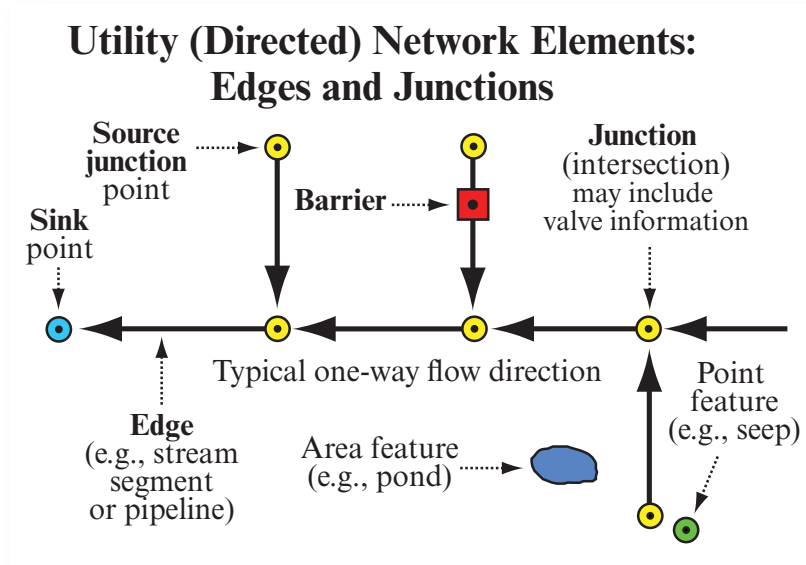 Utility (Directed) Network Elements:
Edges and Junctions
Source
junction
point
Barrier
Junction
(intersection)
may include
valve information
Sink
point
Typical one-way flow direction
Edge
(e.g., stream
segment
or pipeline)
Area feature
(e.g., pond)
Point
feature
(e.g., seep)